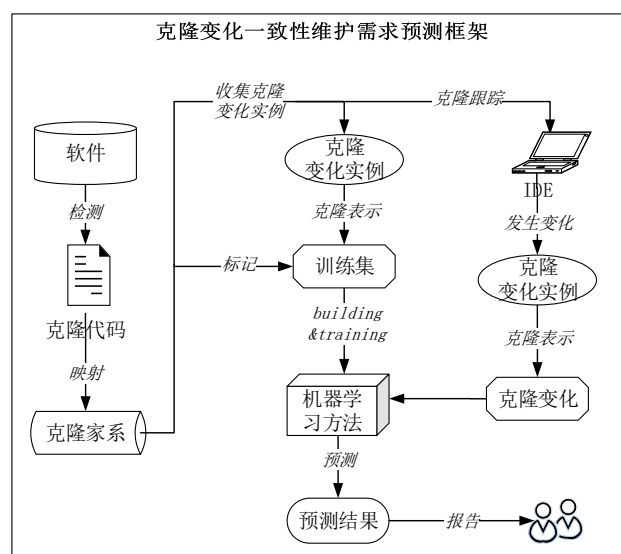 克隆变化一致性维护需求预测框架
收集克隆
变化实例
克隆跟踪
软件
克隆
变化实例
IDE
检测
克隆表示
发生变化
标记
训练集
克隆
变化实例
克隆代码
building
&training
克隆表示
映射
机器学
习方法
克隆变化
克隆家系
预测
预测结果
报告